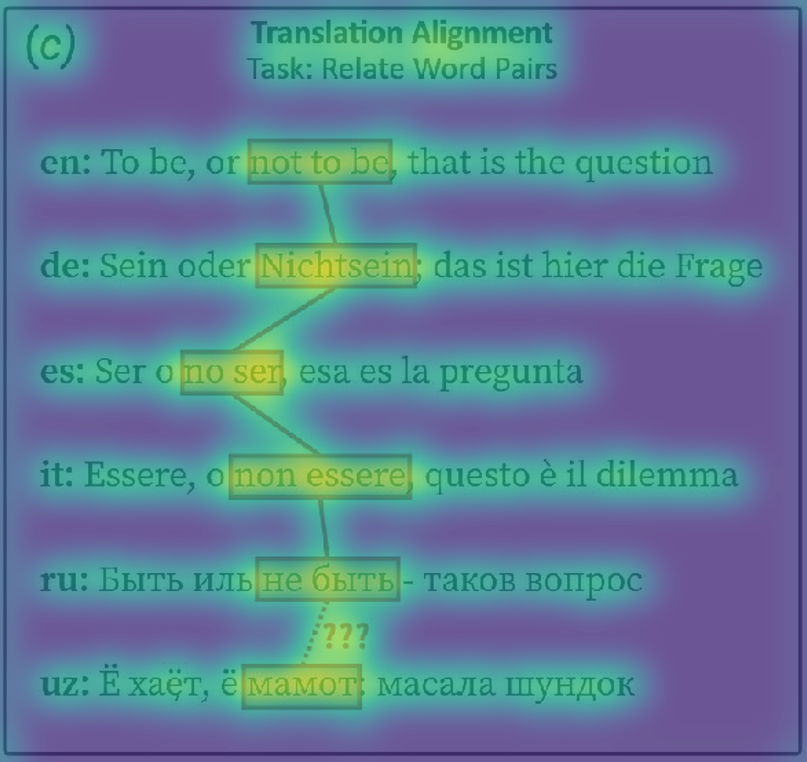 (c)
Translation Alignment
Task: Relate Word Pairs
en: To be, or not to be, that is the question
de: Sein oder Nichtsein; das ist hier die Frage
es: Ser o no ser, esa es la pregunta
it: Essere, o non essere, questo è il dilemma
ru: Быть иль не быть - таков вопрос
???
uz: Ё хаёт, ё мамот: масала шундок